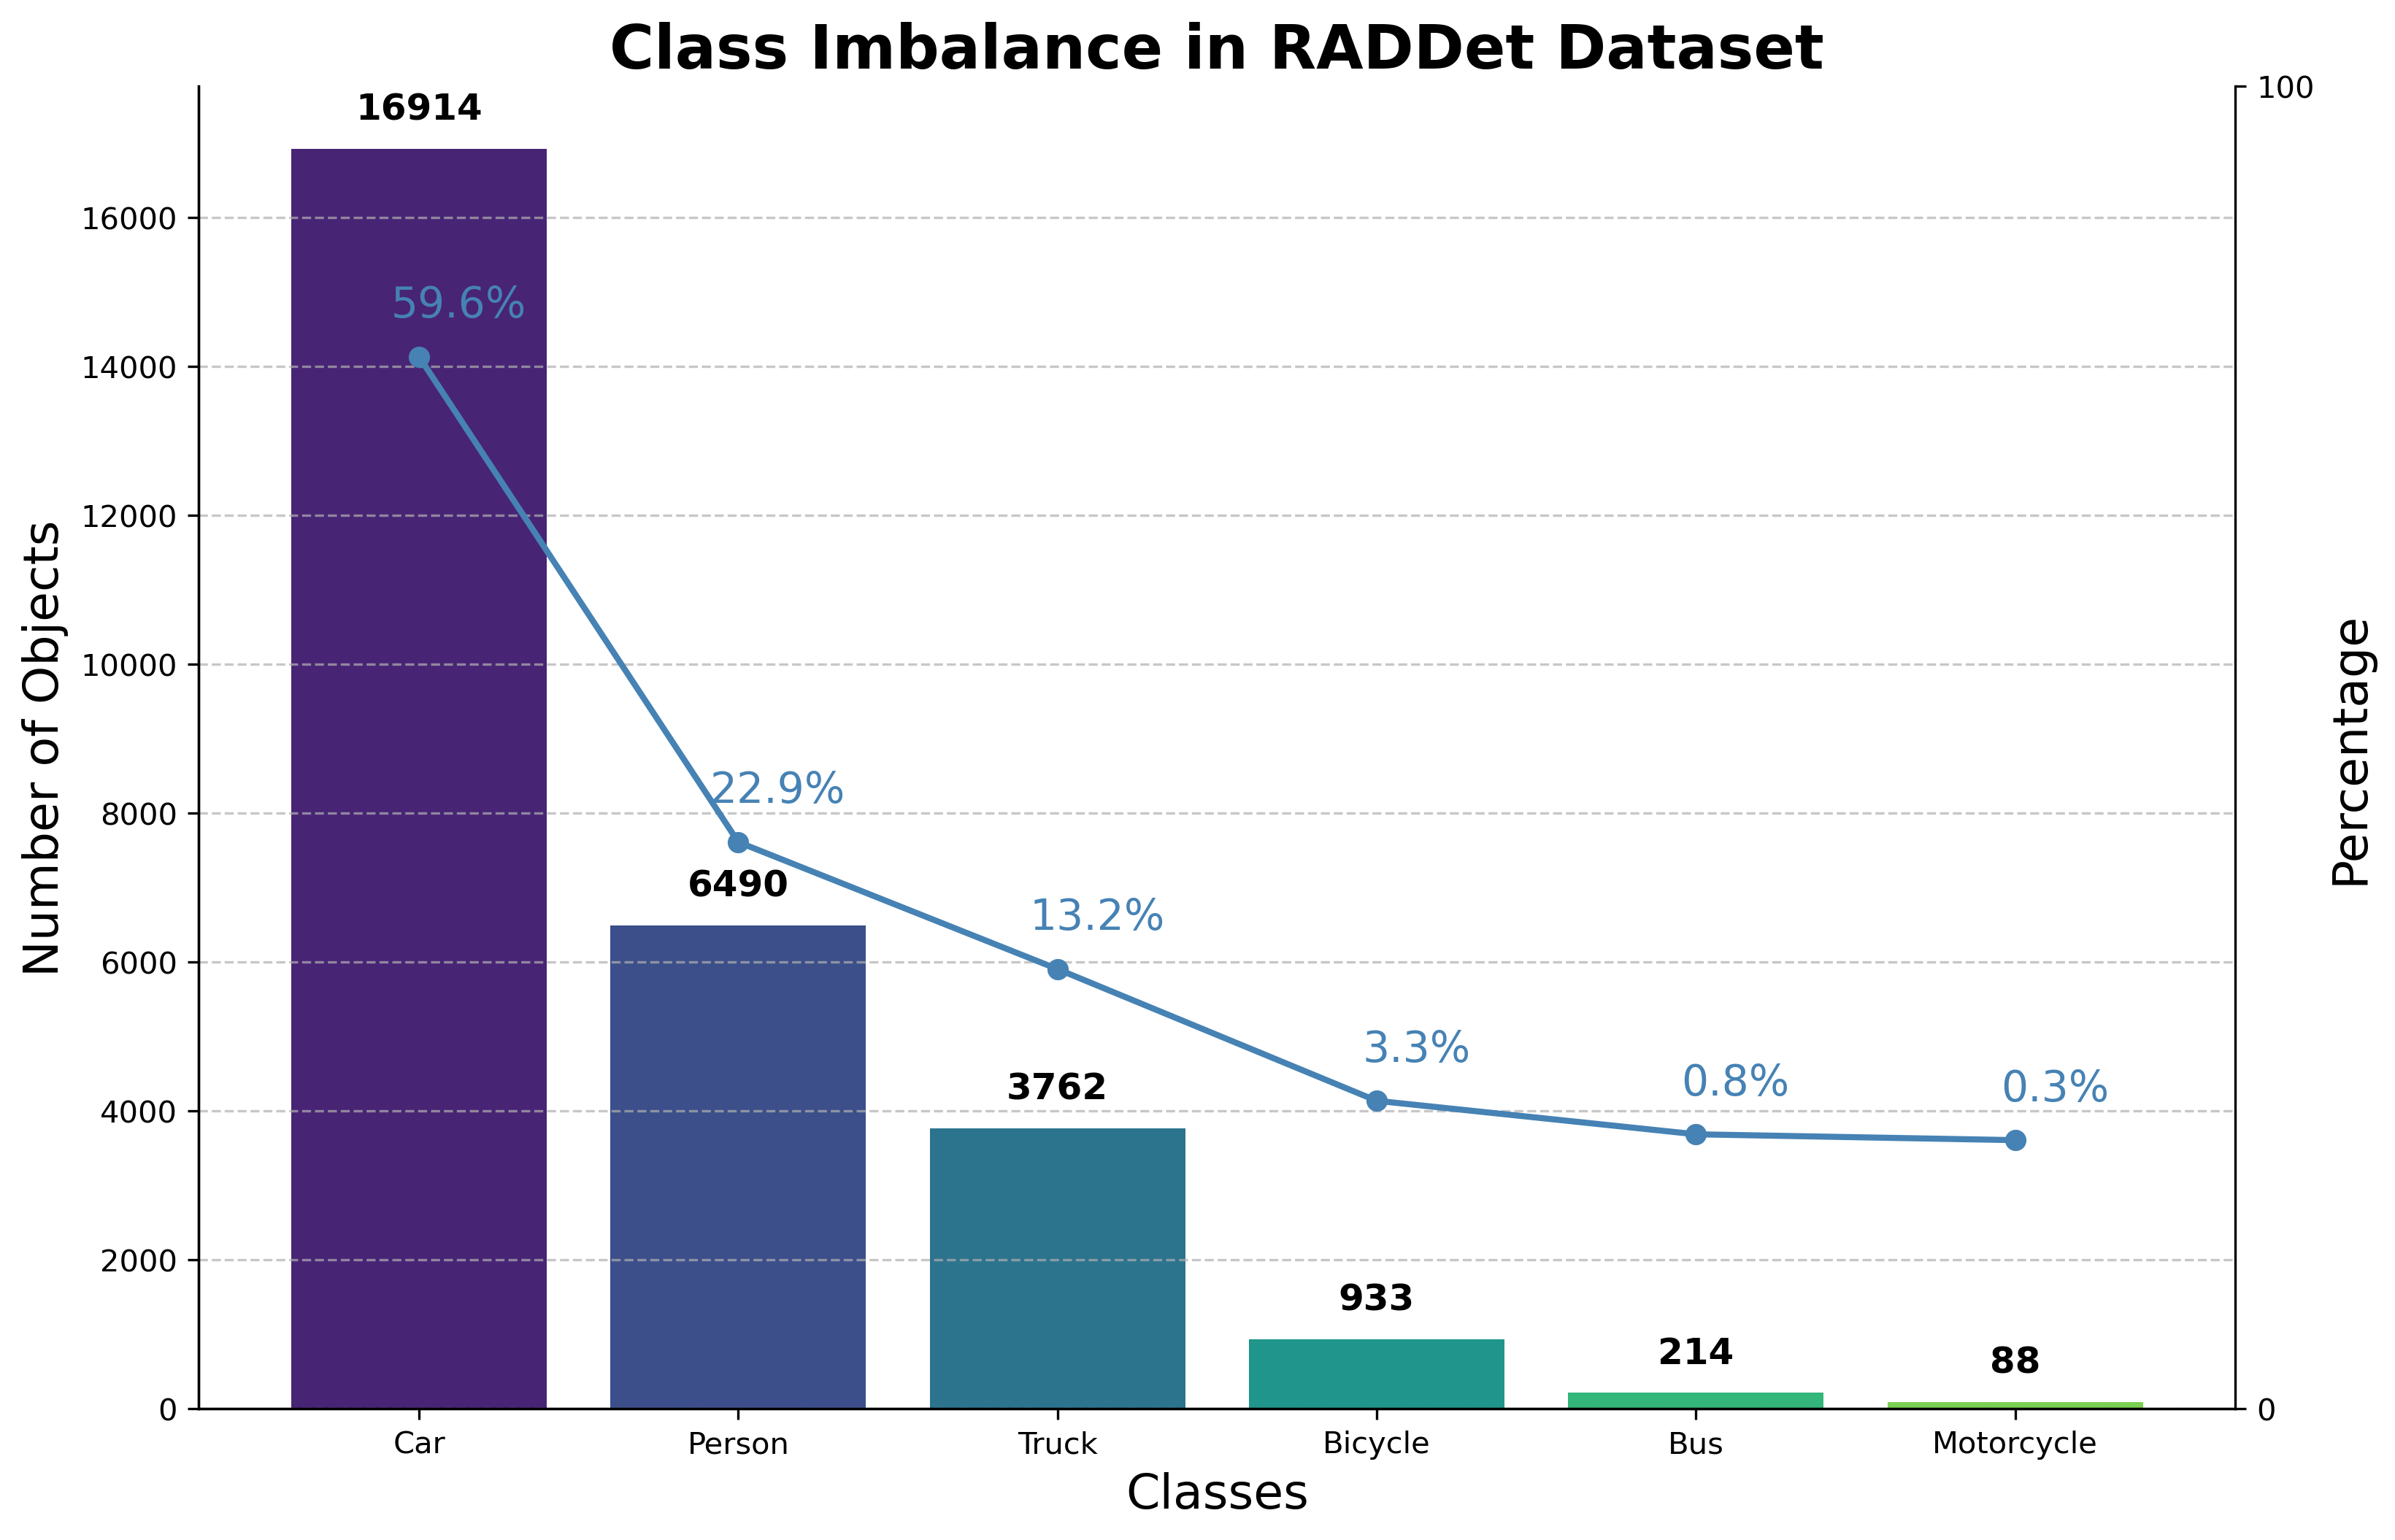 Class Imbalance in RADDet Dataset
16914
100
16000
59.6%
14000
12000
10000
8000
22.9%
6490
6000
13.2%
4000
3762
3.3%
0.8%
0.3%
2000
933
214
88
0
0
Number of Objects
Percentage
Car
Person
Truck
Bicycle
Bus
Motorcycle
Classes